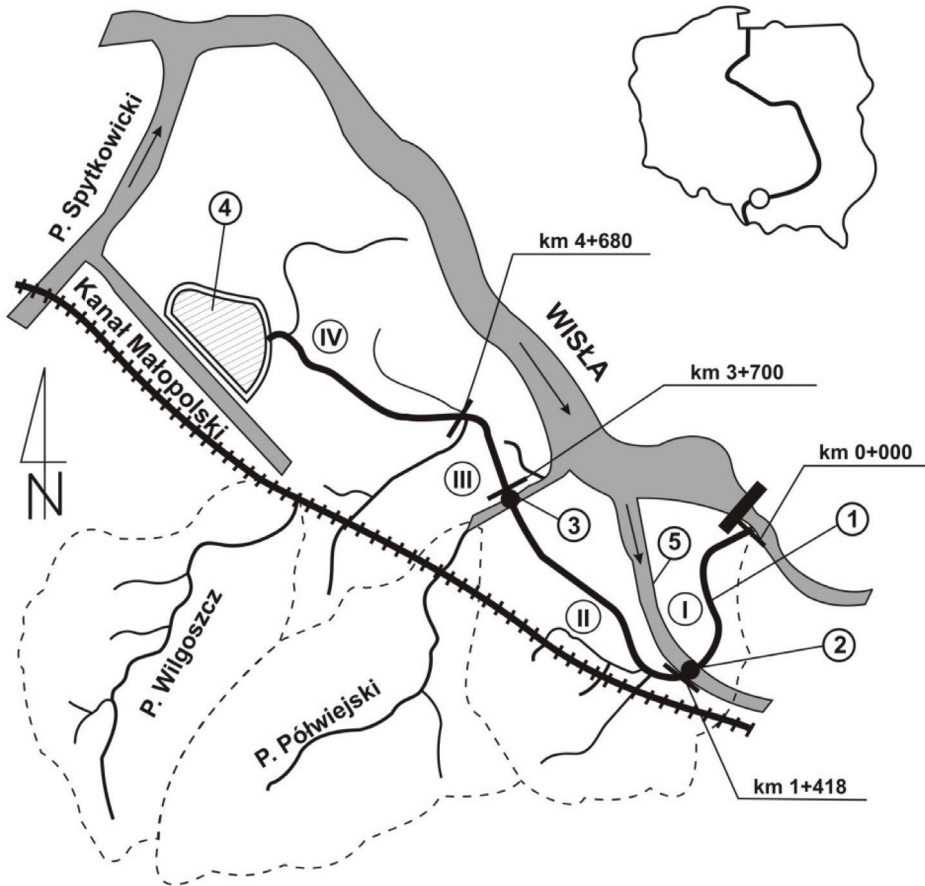 P. Spytkowicki
4
km 4+680
Kanał Małopolski
IV
WISŁA
km 3+700
km 0+000
N
III
3
5
1
I
II
2
P. Wilgoszcz
P. Półwiejski
km 1+418